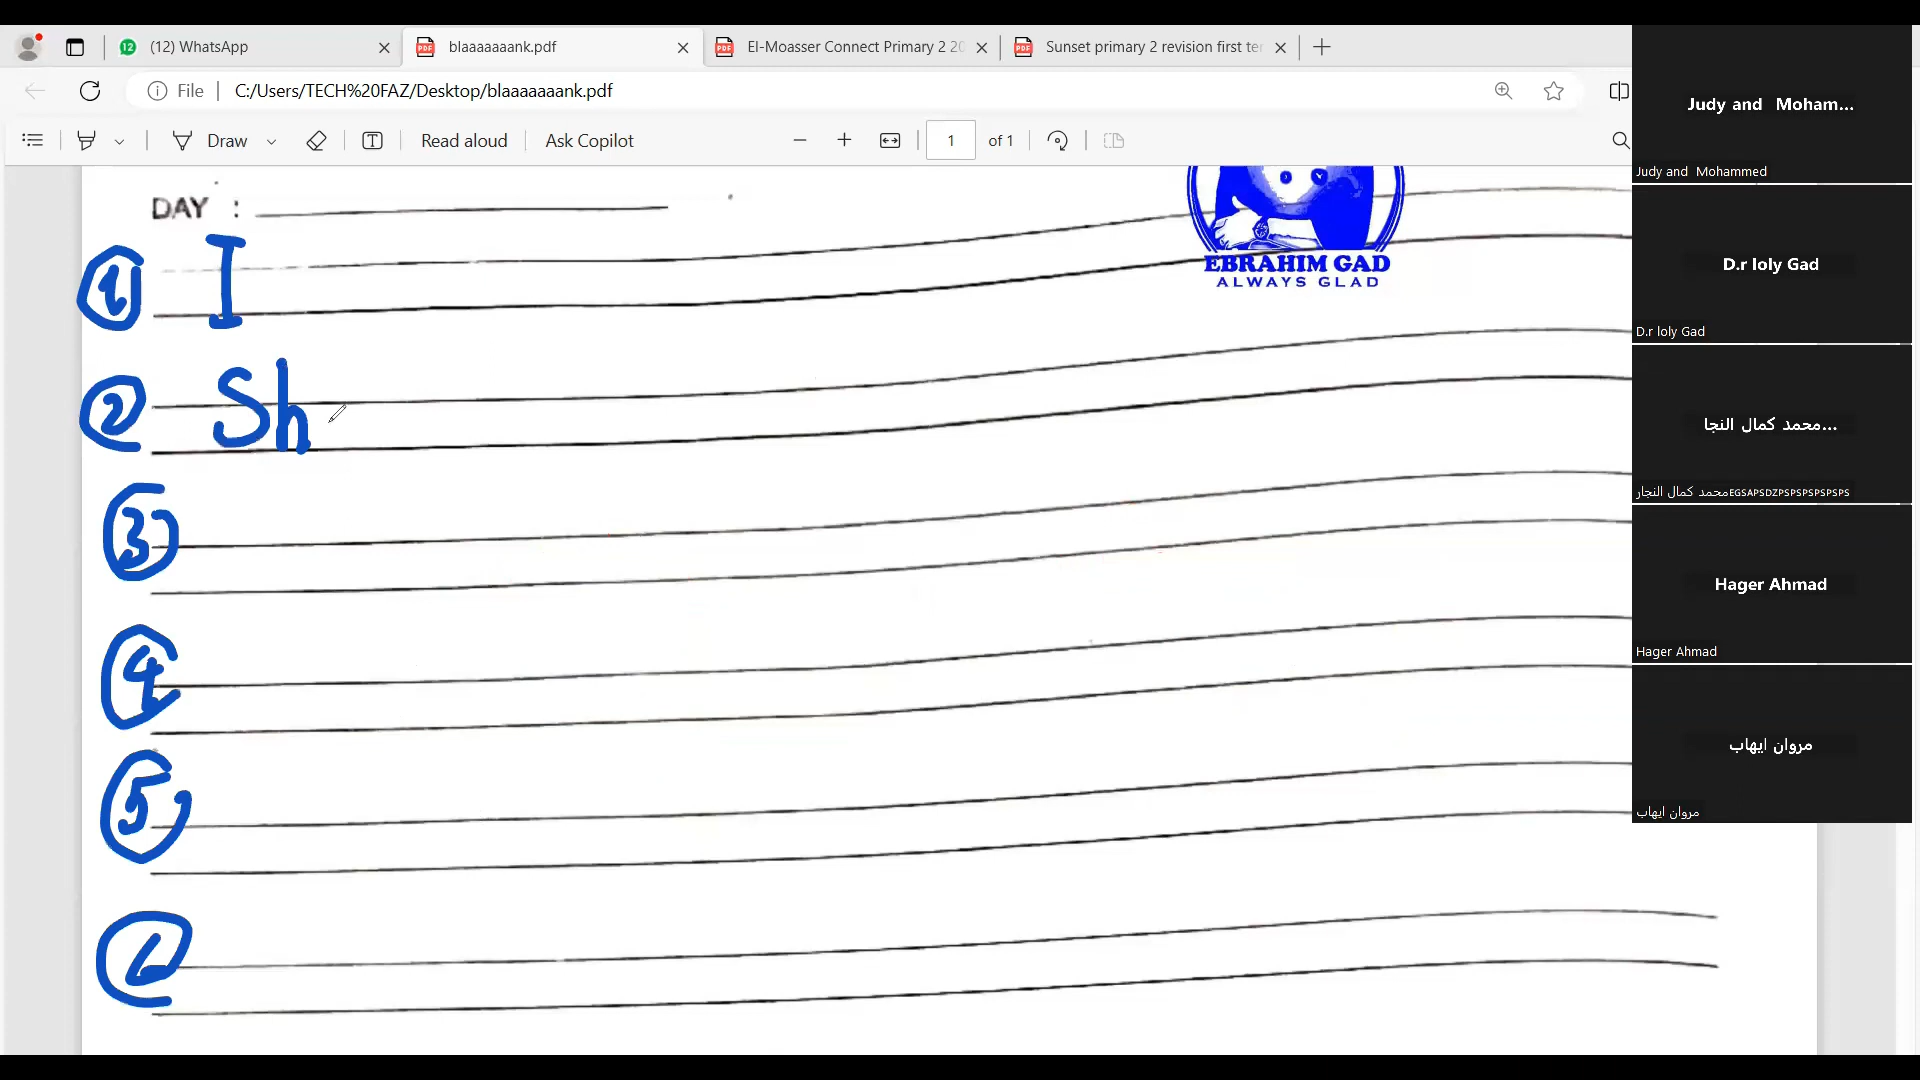 (12) WhatsApp
blaaaaaaank.pdf
El-Moasser Connect Primary 2 20
Sunset primary 2 revision first ter
File
C:/Users/TECH%20FAZ/Desktop/blaaaaaaank.pdf
Draw
Read aloud
Ask Copilot
1 of 1
DAY :
EBRAHIM GAD
ALWAYS GLAD
1 I
2 Sh
3
4
5
6
Judy and Moham...
Judy and Mohammed
D.r loly Gad
D.r loly Gad
محمد كمال النجا...
محمد كمال النجارEGSAPSDZPSPSPSPSPSPS
Hager Ahmad
Hager Ahmad
مروان ايهاب
مروان ايهاب